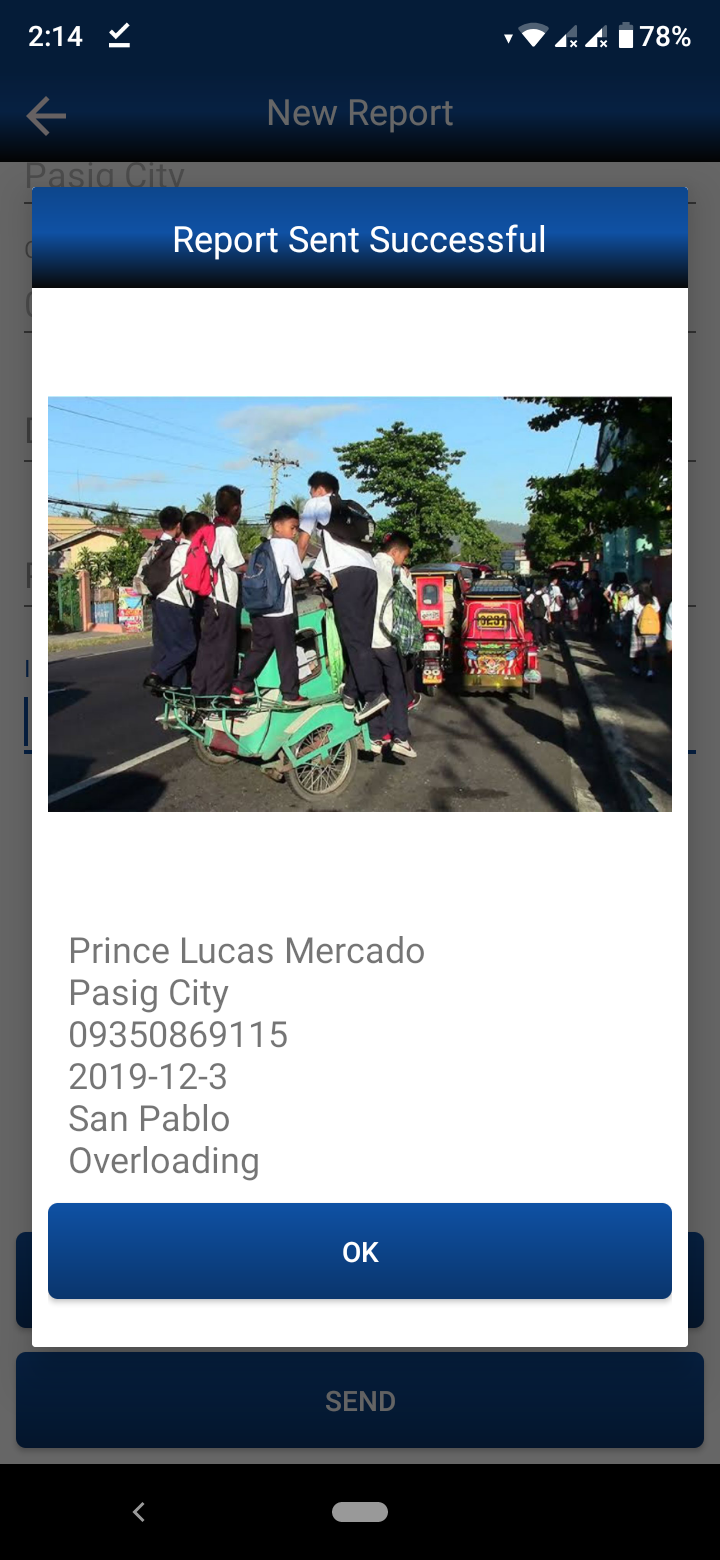 2:14
78%
New Report
Pasig City
Report Sent Successful
3231
Prince Lucas Mercado
Pasig City
09350869115
2019-12-3
San Pablo
Overloading
OK
SEND